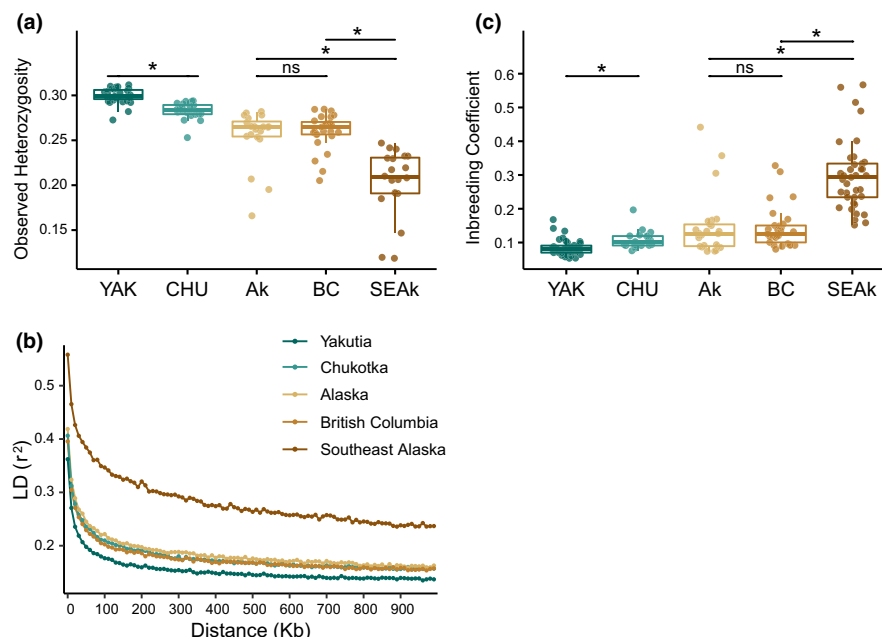 (a)
*
*
*
ns
Observed Heterozygosity
0.30
0.25
0.20
0.15
YAK CHU Ak BC SEAk
(c)
*
*
*
ns
Inbreeding Coefficient
0.6
0.5
0.4
0.3
0.2
0.1
YAK CHU Ak BC SEAk
(b)
Yakutia
Chukotka
Alaska
British Columbia
Southeast Alaska
LD (r²)
0.5
0.4
0.3
0.2
0 100 200 300 400 500 600 700 800 900
Distance (Kb)